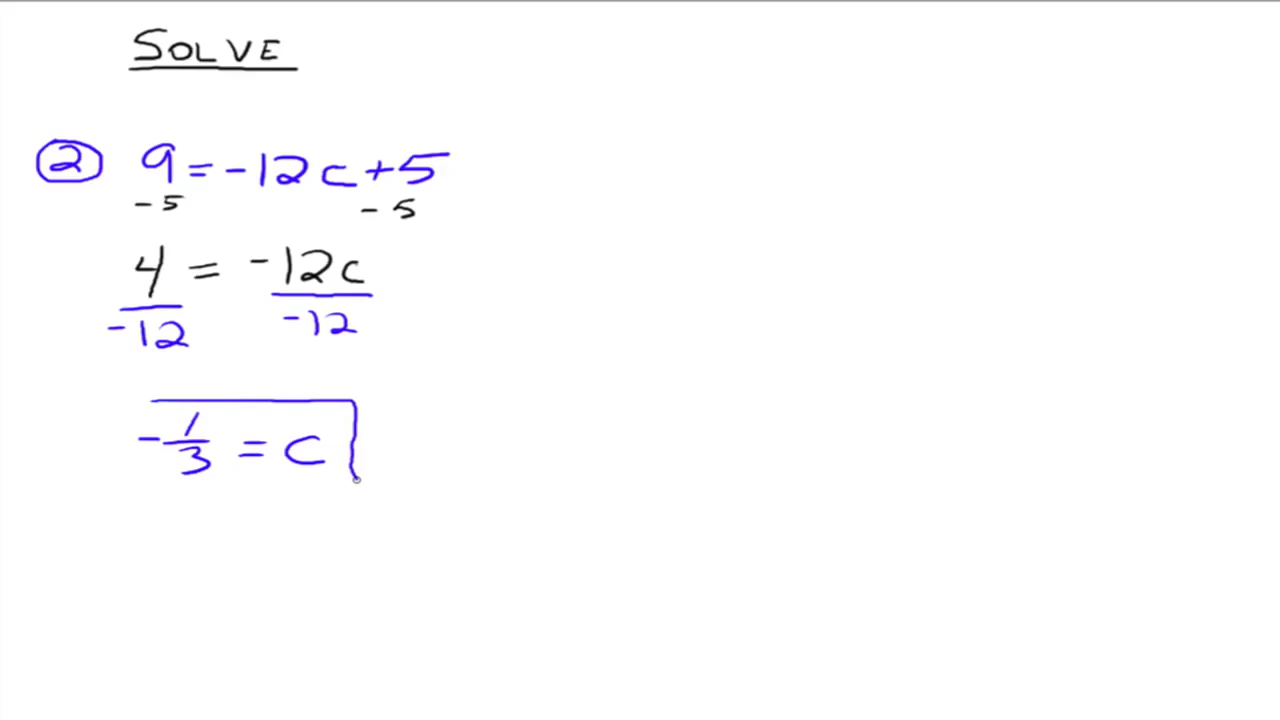 SOLVE
② 9 = -12c + 5
-5 -5
4 = -12c
-12 -12
-1/3 = c